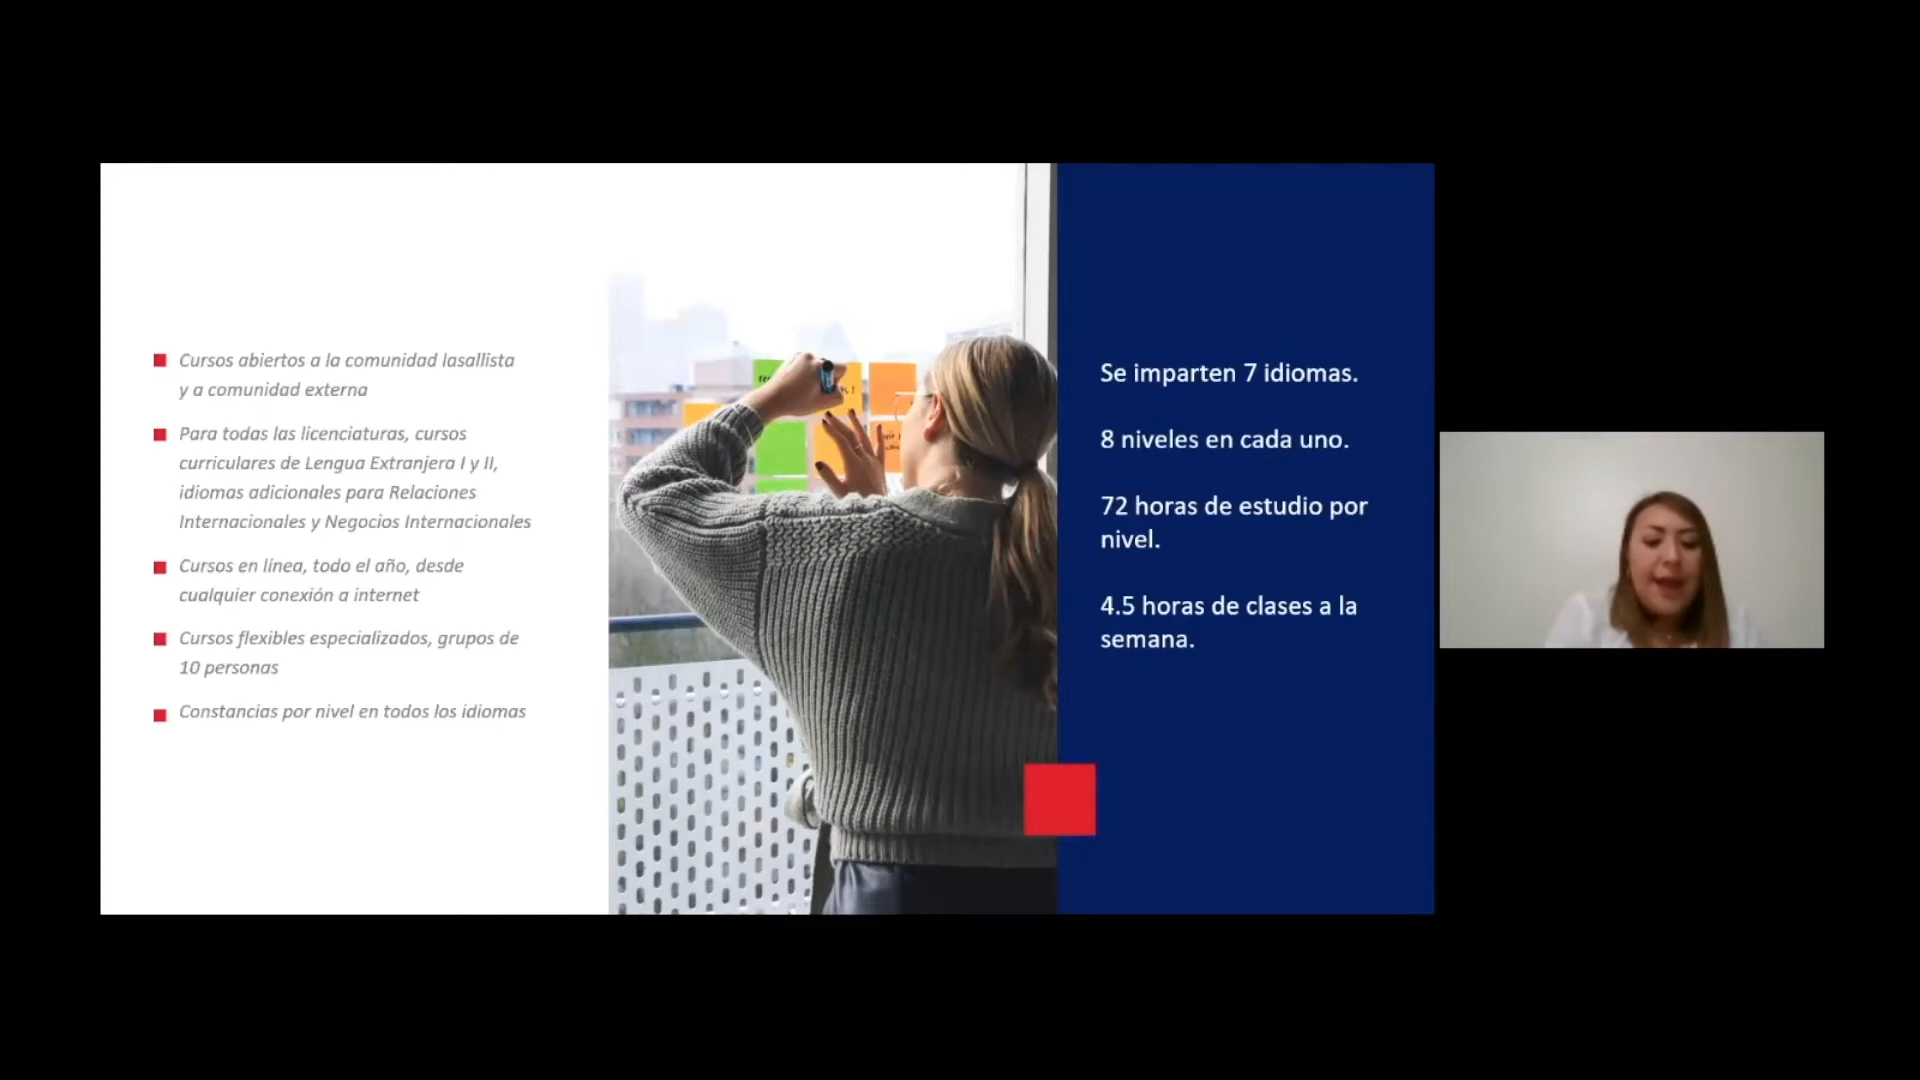 Cursos abiertos a la comunidad lasallista
y a comunidad externa
Para todas las licenciaturas, cursos
curriculares de Lengua Extranjera I y II,
idiomas adicionales para Relaciones
Internacionales y Negocios Internacionales
Cursos en línea, todo el año, desde
cualquier conexión a internet
Cursos flexibles especializados, grupos de
10 personas
Constancias por nivel en todos los idiomas
Se imparten 7 idiomas.
8 niveles en cada uno.
72 horas de estudio por
nivel.
4.5 horas de clases a la
semana.